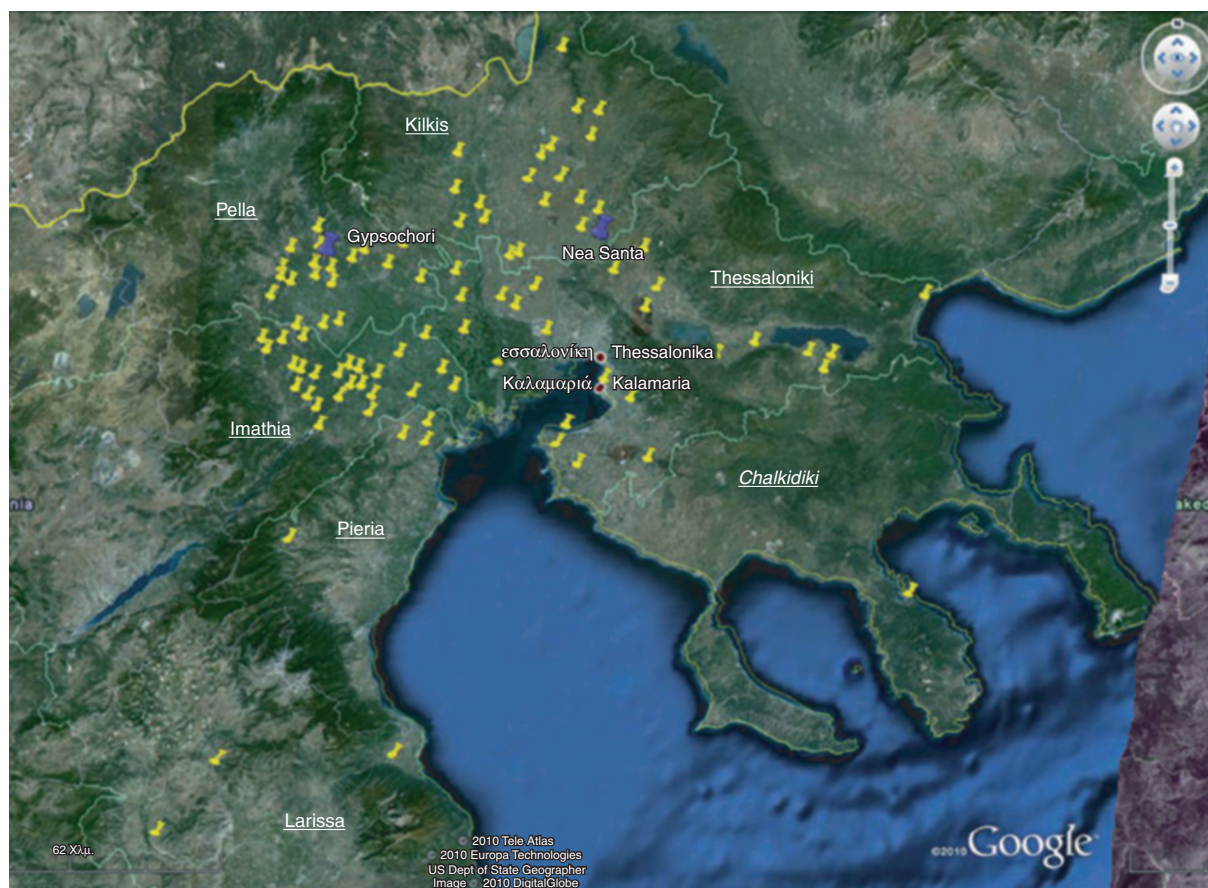 Kilkis
Pella
Gypsochori
Nea Santa
Thessaloniki
εσσαλονίκη Thessalonika
Καλαμαριά Kalamaria
Imathia
Chalkidiki
nia
Pieria
Larissa
62 Χλμ.
© 2010 Tele Atlas
© 2010 Europa Technologies
US Dept of State Geographer
Image © 2010 DigitalGlobe
©2010 Google